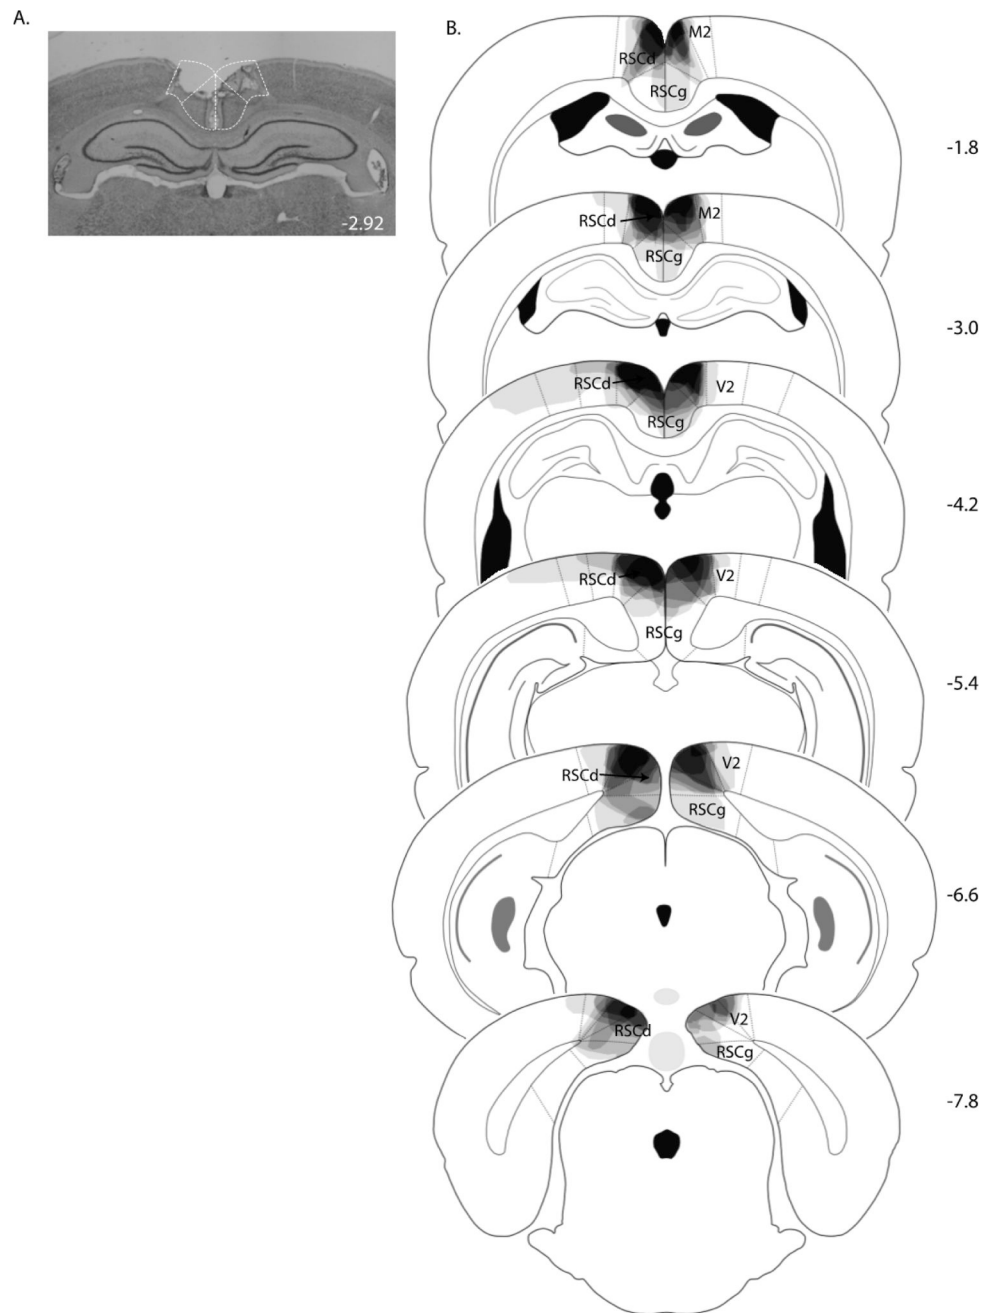 A.
-2.92
B.
M2
RSCd
RSCg
-1.8
M2
RSCd
RSCg
-3.0
RSCd
V2
RSCg
-4.2
RSCd
V2
RSCg
-5.4
V2
RSCd
RSCg
-6.6
V2
RSCd
RSCg
-7.8